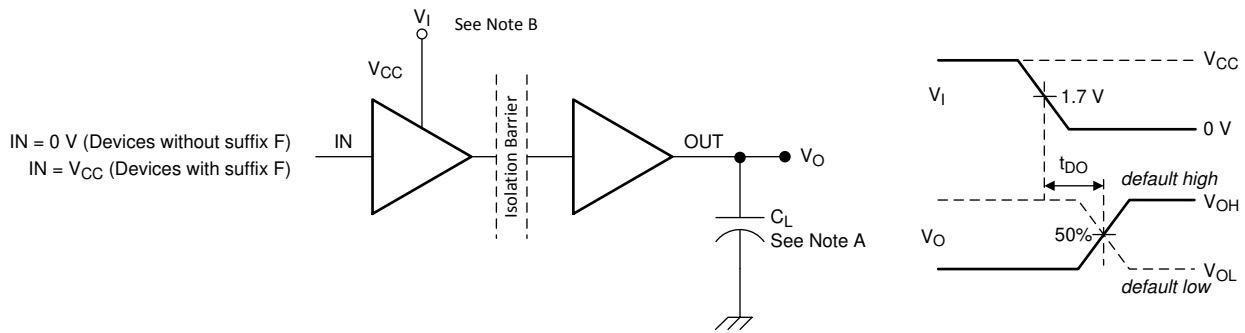 V_I
See Note B
V_CC
Isolation Barrier
IN = 0 V (Devices without suffix F)
IN = V_CC (Devices with suffix F)
IN
OUT
V_O
C_L
See Note A
V_CC
V_I
1.7 V
0 V
t_DO
default high
V_OH
V_O
50%
V_OL
default low